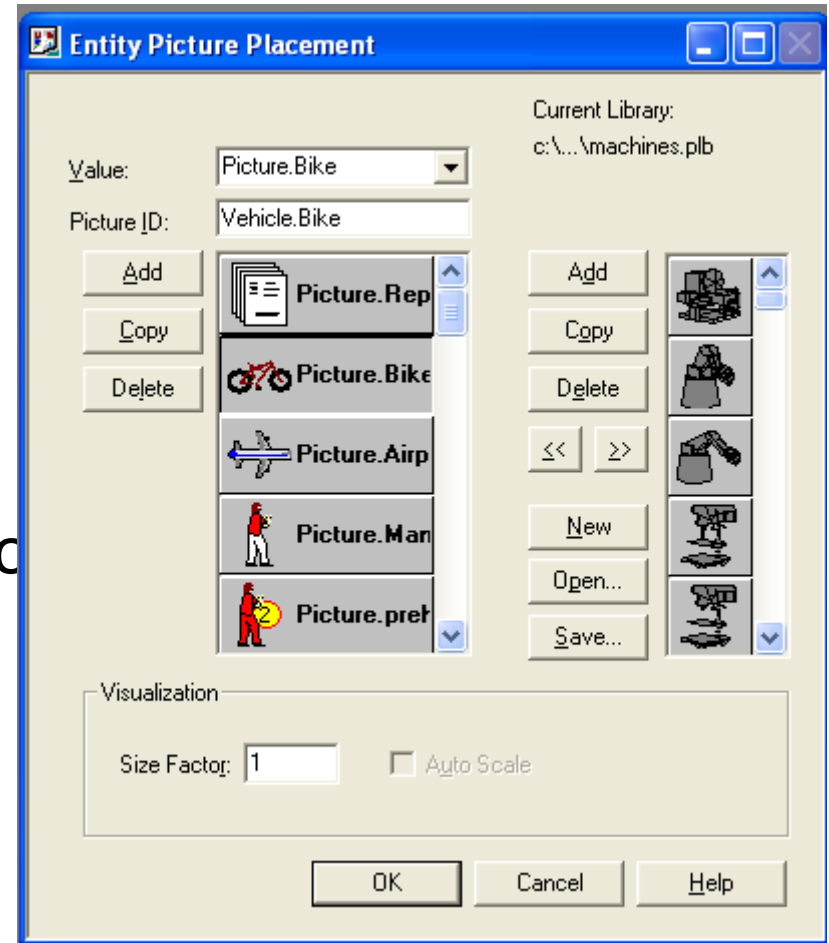 Entity Picture Placement
Current Library:
c:\...\machines.plb
Value:
Picture.Bike
Picture ID:
Vehicle.Bike
Add
Copy
Delete
Picture.Rep
Picture.Bike
Picture.Airp
Picture.Man
2
Picture.preh
Add
Copy
Delete
<< >>
New
Open...
Save...
Visualization
Size Factor: 1
Auto Scale
OK Cancel Help